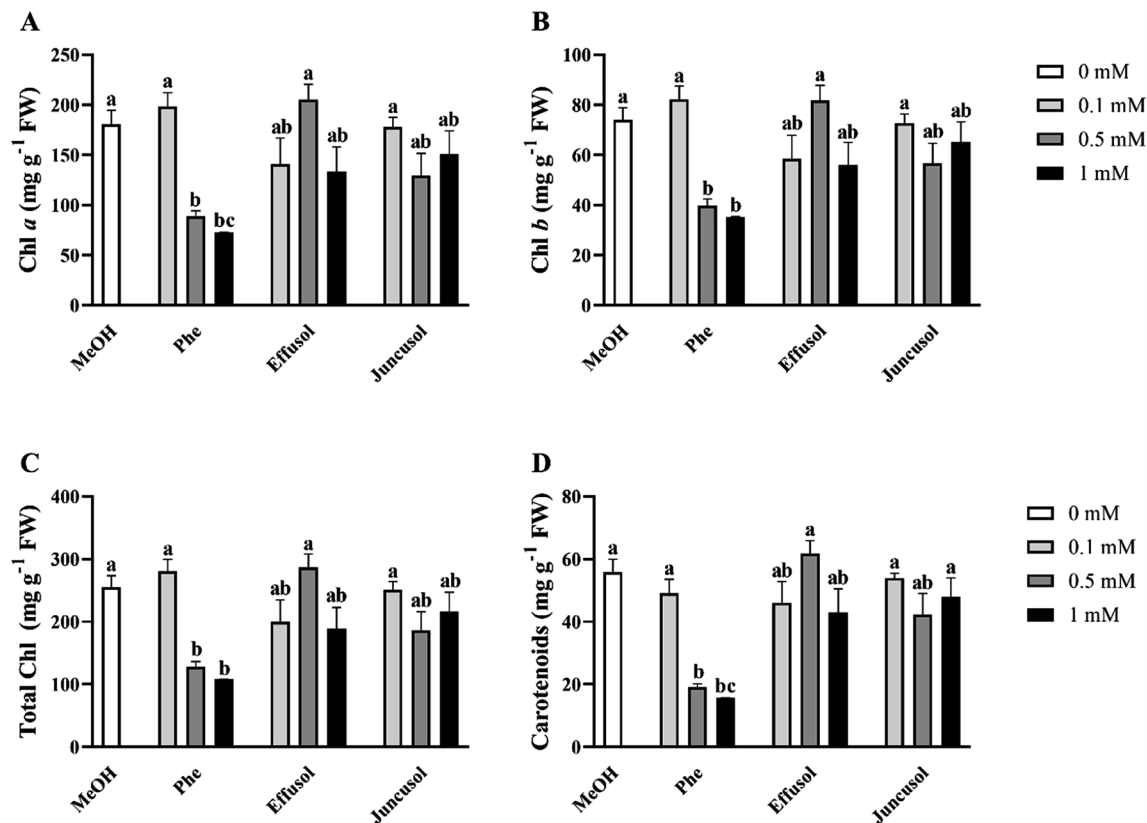 A
Chl a (mg g⁻¹ FW)
250
200
150
100
50
0
a
a
b
bc
ab
a
ab
a
ab
ab
MeOH
Phe
Effusol
Juncusol
B
Chl b (mg g⁻¹ FW)
100
80
60
40
20
0
a
a
b
b
ab
a
ab
a
ab
ab
MeOH
Phe
Effusol
Juncusol
0 mM
0.1 mM
0.5 mM
1 mM
C
Total Chl (mg g⁻¹ FW)
400
300
200
100
0
a
a
b
b
ab
a
ab
a
ab
ab
MeOH
Phe
Effusol
Juncusol
D
Carotenoids (mg g⁻¹ FW)
80
60
40
20
0
a
a
b
bc
ab
a
ab
a
ab
a
MeOH
Phe
Effusol
Juncusol
0 mM
0.1 mM
0.5 mM
1 mM